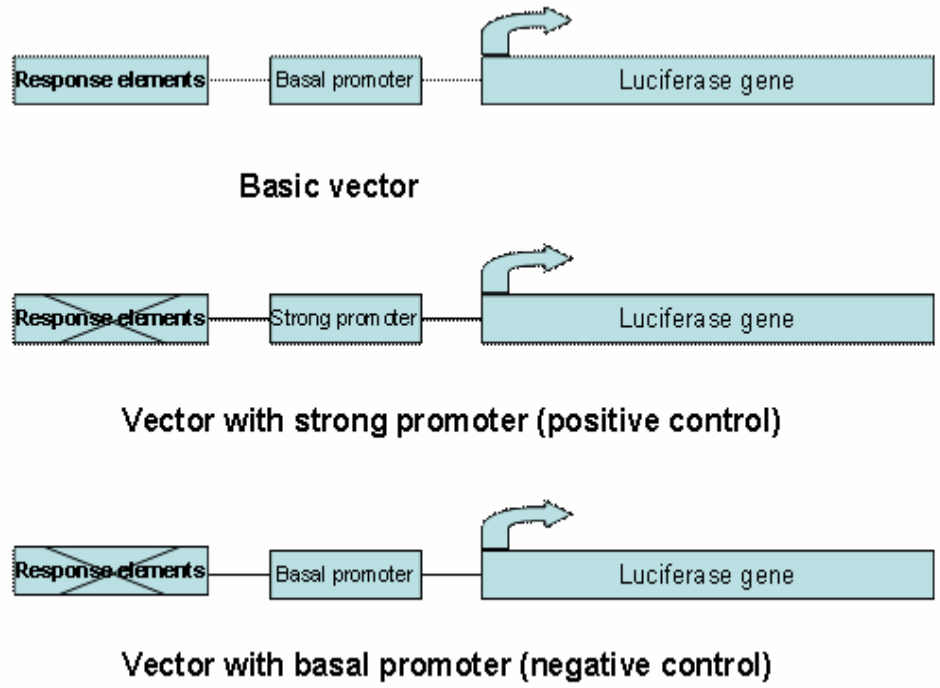 Response elements Basal promoter Luciferase gene
Basic vector
Response elements Strong promoter Luciferase gene
Vector with strong promoter (positive control)
Response elements Basal promoter Luciferase gene
Vector with basal promoter (negative control)